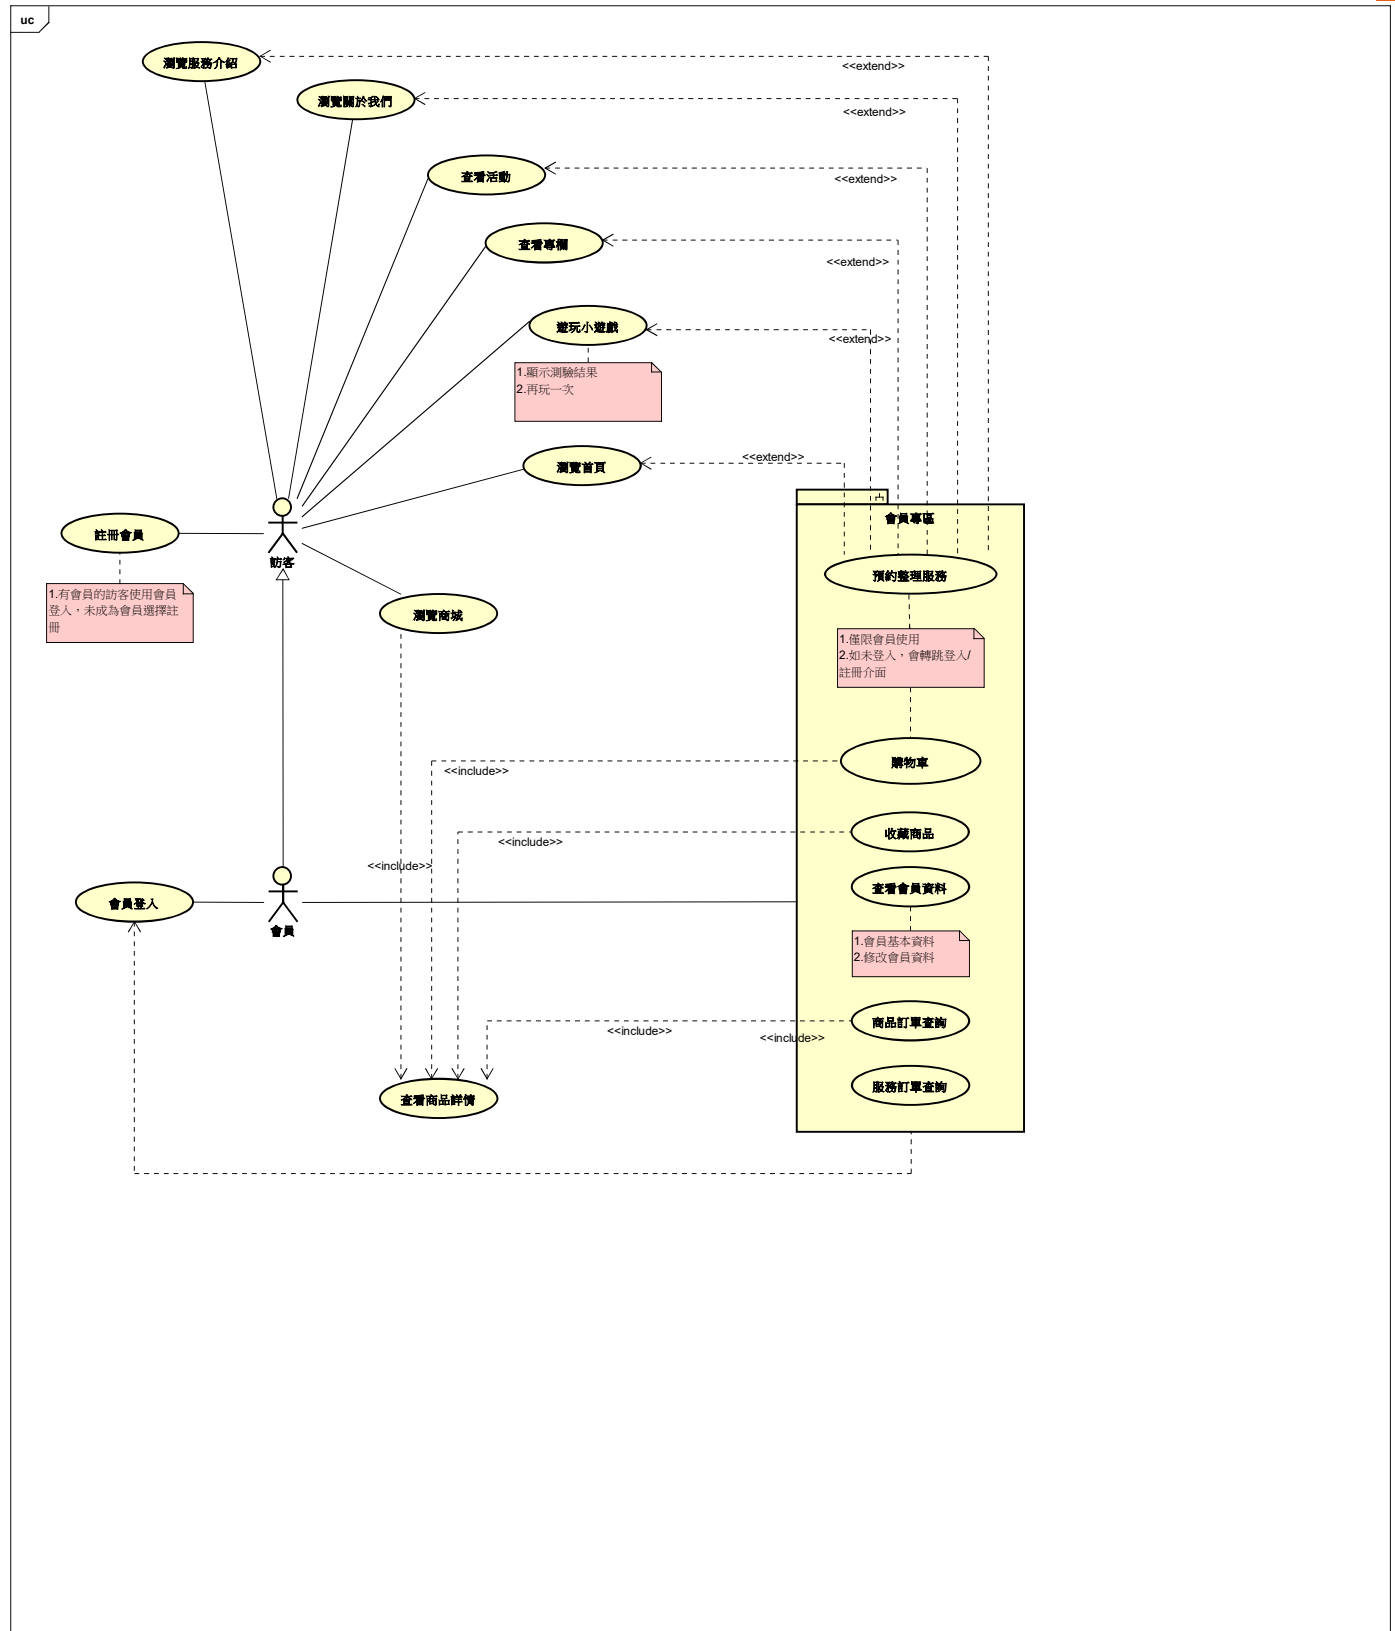 uc
瀏覽服務介紹
<<extend>>
瀏覽關於我們
<<extend>>
查看活動
<<extend>>
查看專欄
<<extend>>
遊玩小遊戲
<<extend>>
1.顯示測驗結果
2.再玩一次
瀏覽首頁
<<extend>>
會員專區
註冊會員
訪客
預約整理服務
1.有會員的訪客使用會員
登入，未成為會員選擇註
冊
瀏覽商城
1.僅限會員使用
2.如未登入，會轉跳登入/
註冊介面
購物車
<<include>>
收藏商品
<<include>>
<<include>>
查看會員資料
會員登入
會員
1.會員基本資料
2.修改會員資料
商品訂單查詢
<<include>>
<<include>>
服務訂單查詢
查看商品詳情